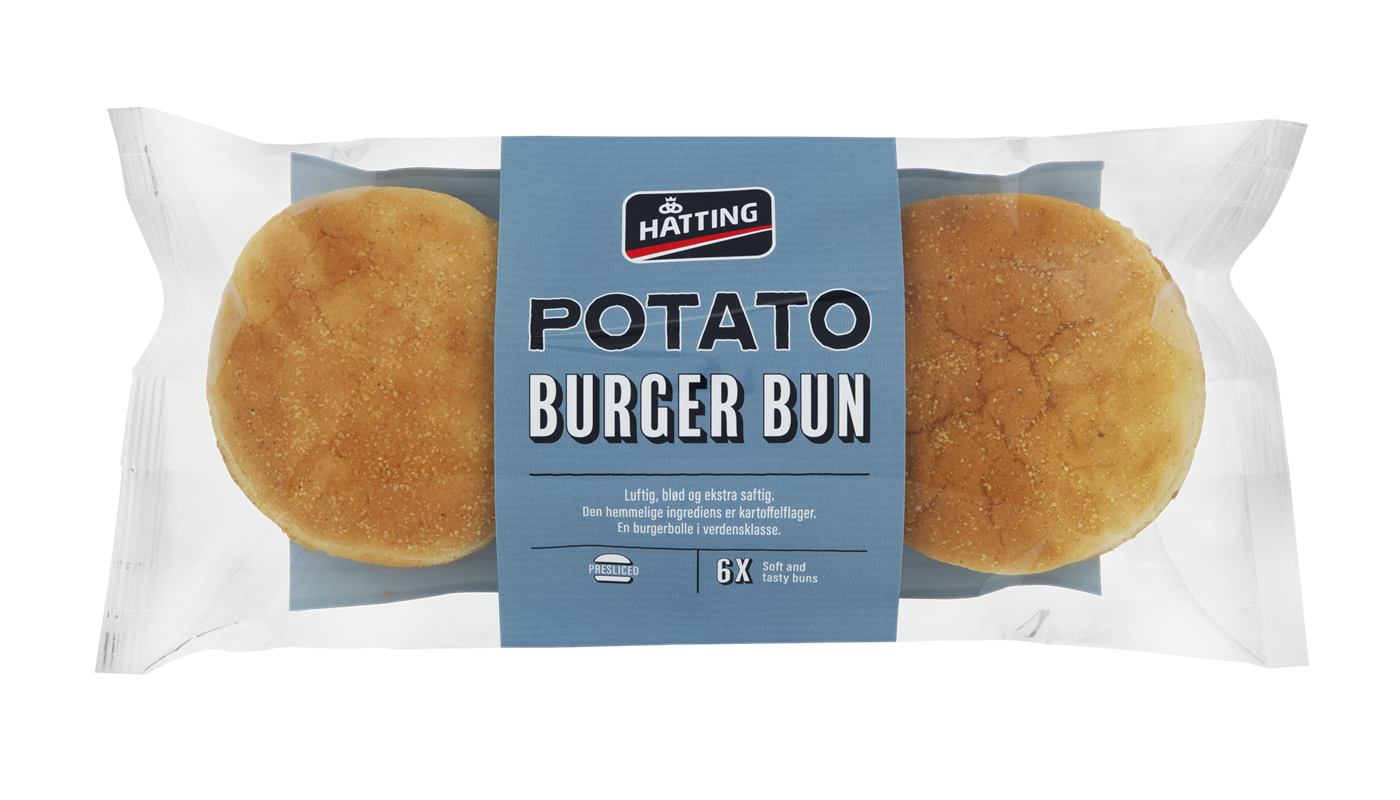 HATTING
POTATO
BURGER BUN
Luftig, blød og ekstra saftig.
Den hemmelige ingrediens er kartoffelflager.
En burgerbolle i verdensklasse.
PRESLICED
6X
Soft and
tasty buns